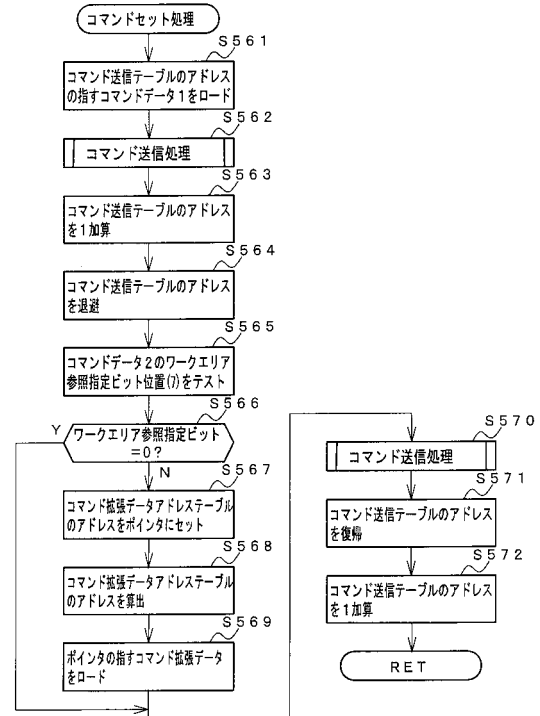 コマンドセット処理
S561
コマンド送信テーブルのアドレス
の指すコマンドデータ1をロード
S562
コマンド送信処理
S563
コマンド送信テーブルのアドレス
を1加算
S564
コマンド送信テーブルのアドレス
を退避
S565
コマンドデータ2のワークエリア
参照指定ビット位置(7)をテスト
S566
Y
ワークエリア参照指定ビット
=0?
N
S567
コマンド拡張データアドレステーブル
のアドレスをポインタにセット
S568
コマンド拡張データアドレステーブル
のアドレスを算出
S569
ポインタの指すコマンド拡張データ
をロード
S570
コマンド送信処理
S571
コマンド送信テーブルのアドレス
を復帰
S572
コマンド送信テーブルのアドレス
を1加算
RET